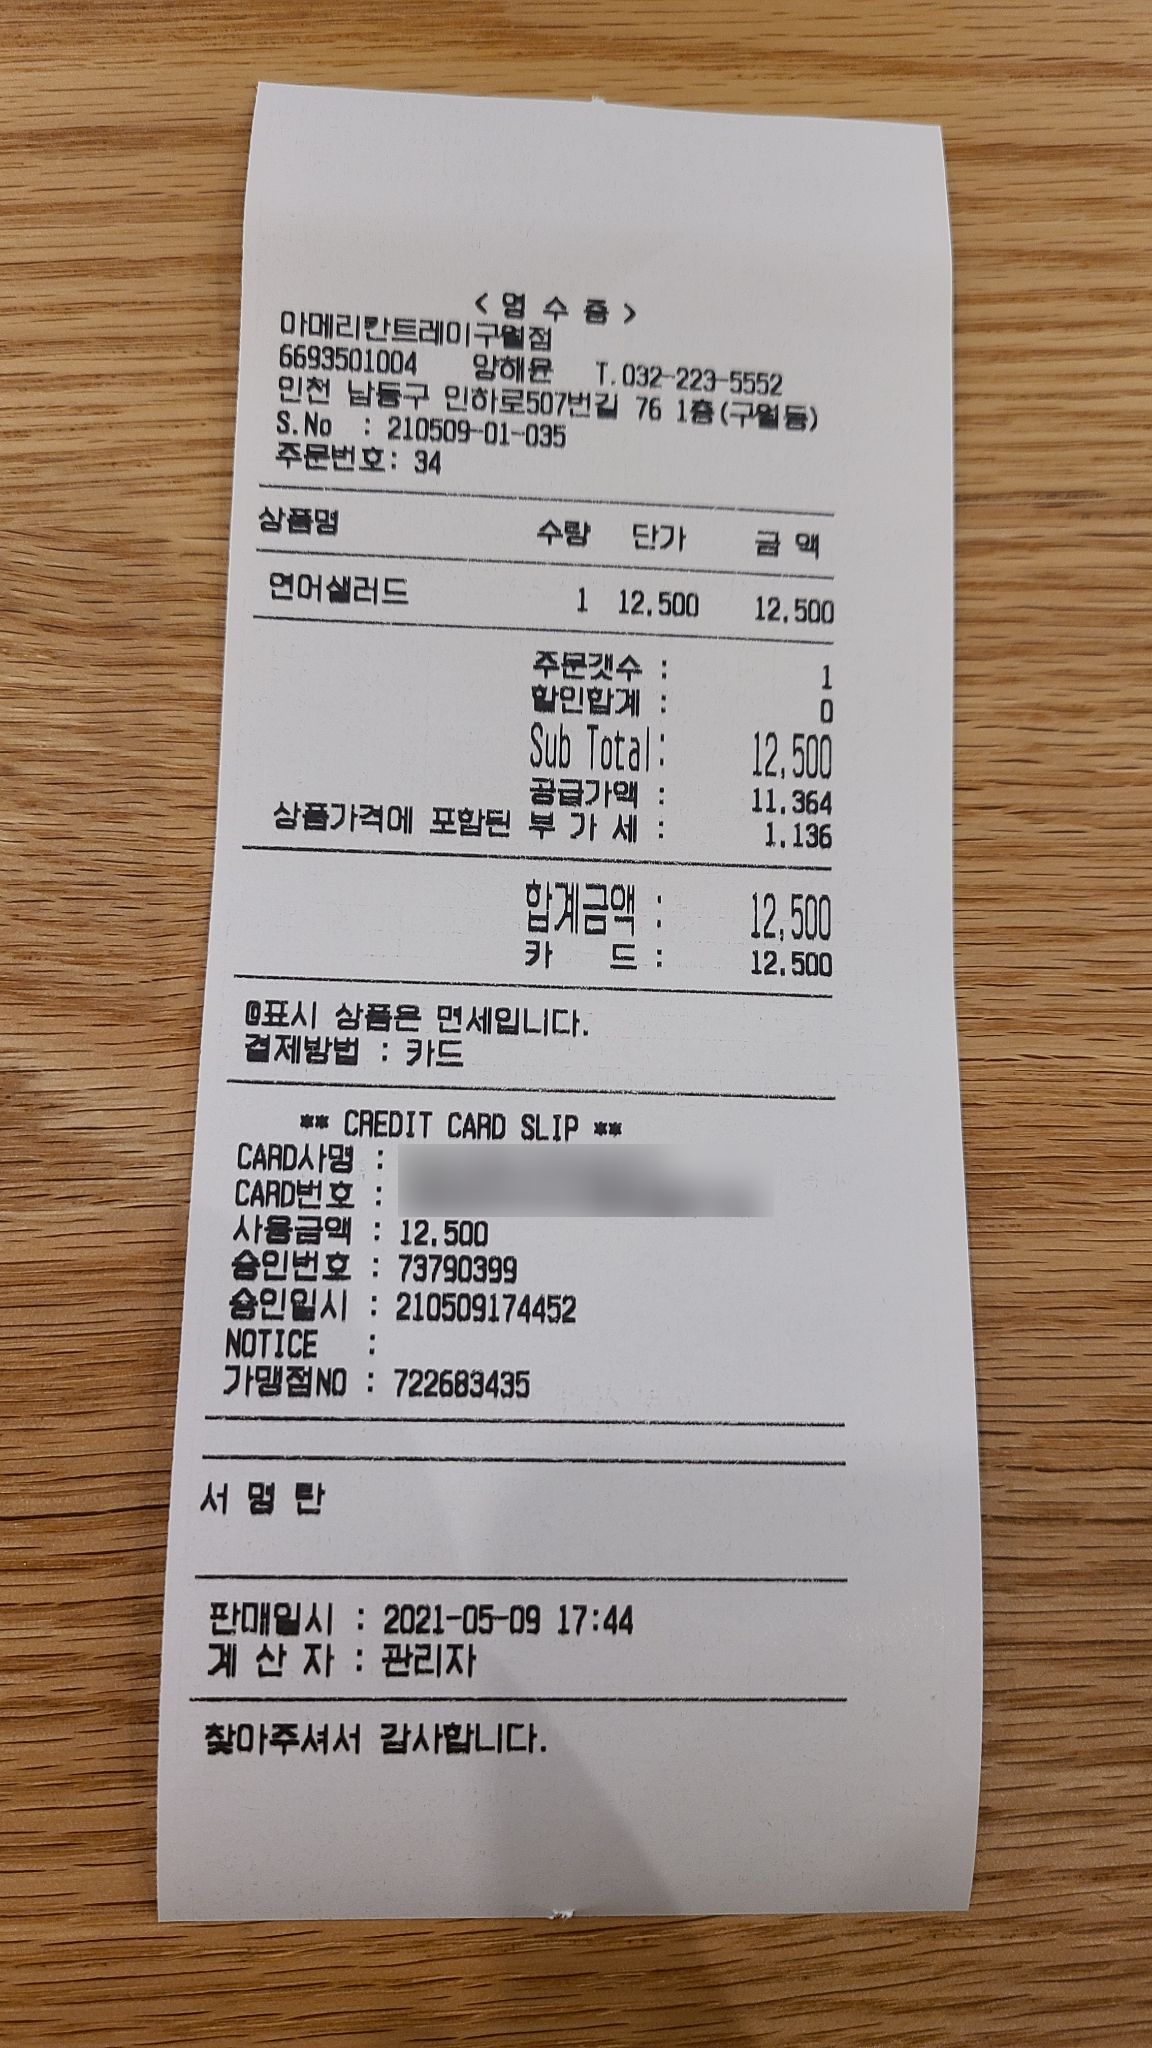 < 영 수 증 >
아메리칸트레이구월점
6693501004 양해윤 T.032-223-5552
인천 남동구 인하로507번길 76 1층(구월동)
S.No : 210509-01-035
주문번호: 34
상품명 수량 단가 금 액
연어샐러드 1 12,500 12,500
주문갯수 : 1
할인합계 : 0
Sub Total: 12,500
공급가액 : 11,364
상품가격에 포함된 부 가 세 : 1,136
합계금액 : 12,500
카 드 : 12,500
@표시 상품은 면세입니다.
결제방법 : 카드
** CREDIT CARD SLIP **
CARD사명 :
CARD번호 :
사용금액 : 12,500
승인번호 : 73790399
승인일시 : 210509174452
NOTICE :
가맹점NO : 722683435
서 명 란
판매일시 : 2021-05-09 17:44
계 산 자 : 관리자
찾아주셔서 감사합니다.